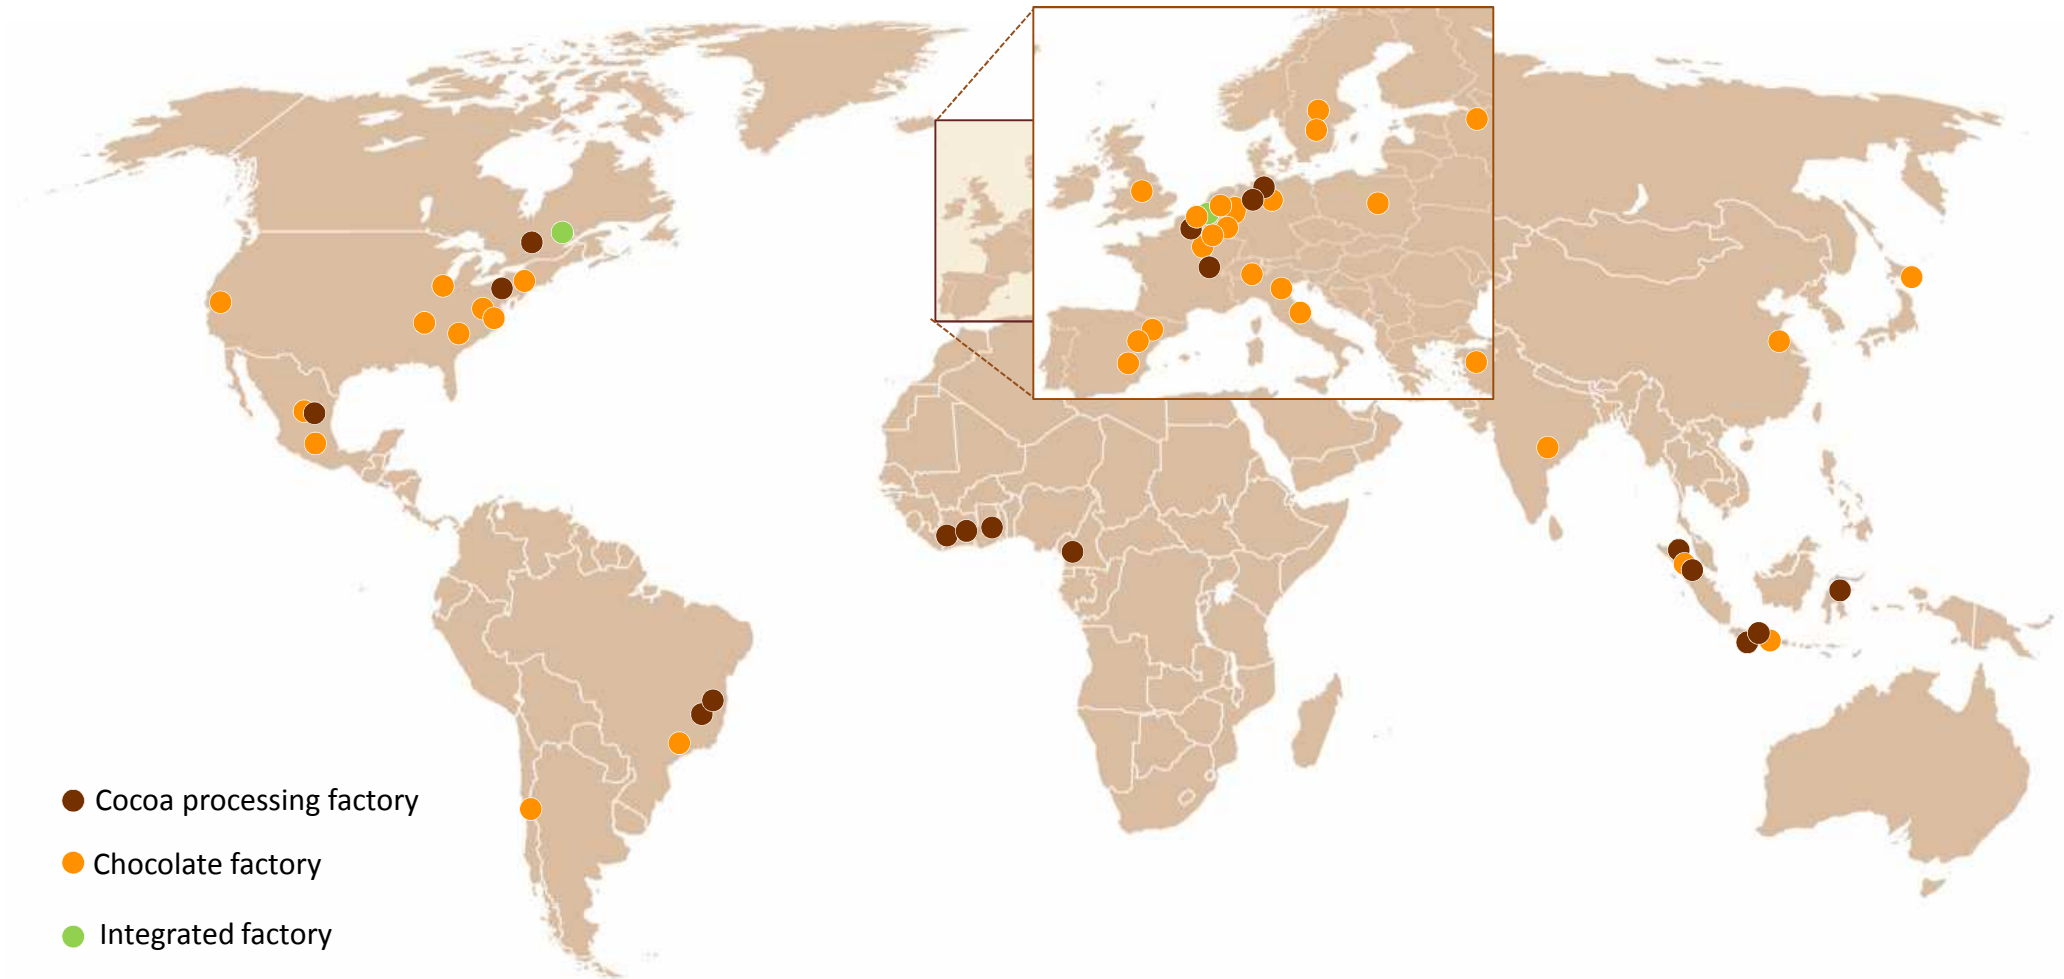 Cocoa processing factory
Chocolate factory
Integrated factory